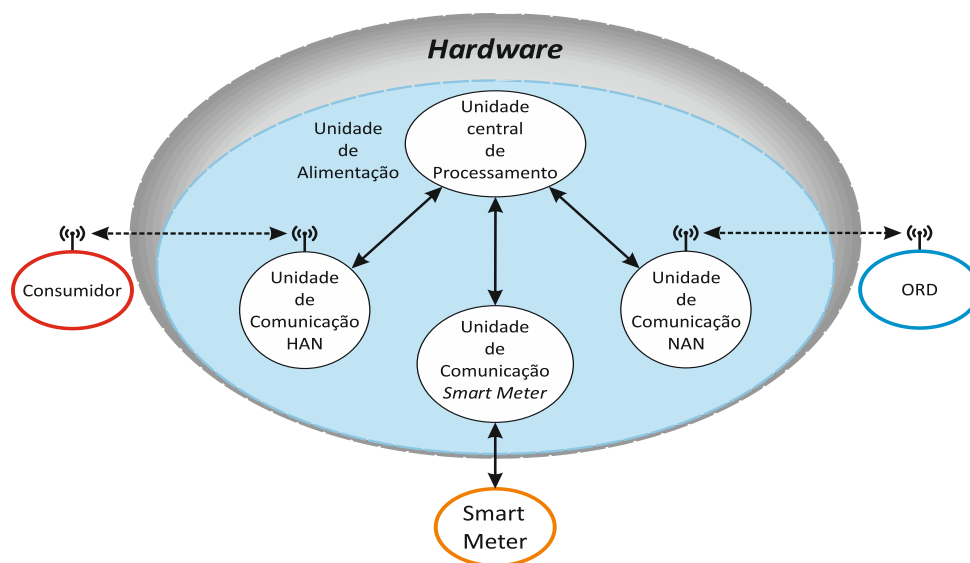 Hardware
Unidade
central
de
Processamento
Unidade
de
Alimentação
Consumidor
Unidade
de
Comunicação
HAN
Unidade
de
Comunicação
Smart Meter
Unidade
de
Comunicação
NAN
ORD
Smart
Meter